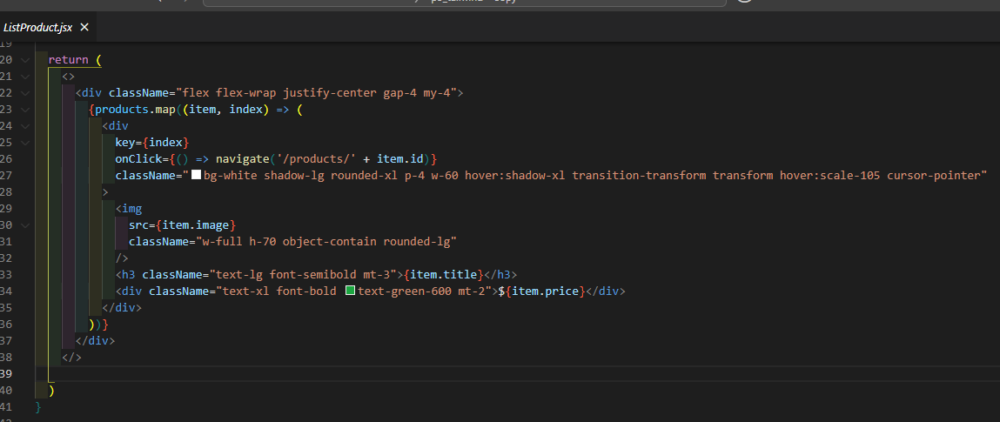 ListProduct.jsx ×
19
20 return (
21 <>
22 <div className="flex flex-wrap justify-center gap-4 my-4">
23 {products.map((item, index) => (
24 <div
25 key={index}
26 onClick={() => navigate('/products/' + item.id)}
27 className="bg-white shadow-lg rounded-xl p-4 w-60 hover:shadow-xl transition-transform transform hover:scale-105 cursor-pointer"
28 >
29 <img
30 src={item.image}
31 className="w-full h-70 object-contain rounded-lg"
32 />
33 <h3 className="text-lg font-semibold mt-3">{item.title}</h3>
34 <div className="text-xl font-bold text-green-600 mt-2">${item.price}</div>
35 </div>
36 ))}
37 </div>
38 </>
39
40 )
41 }